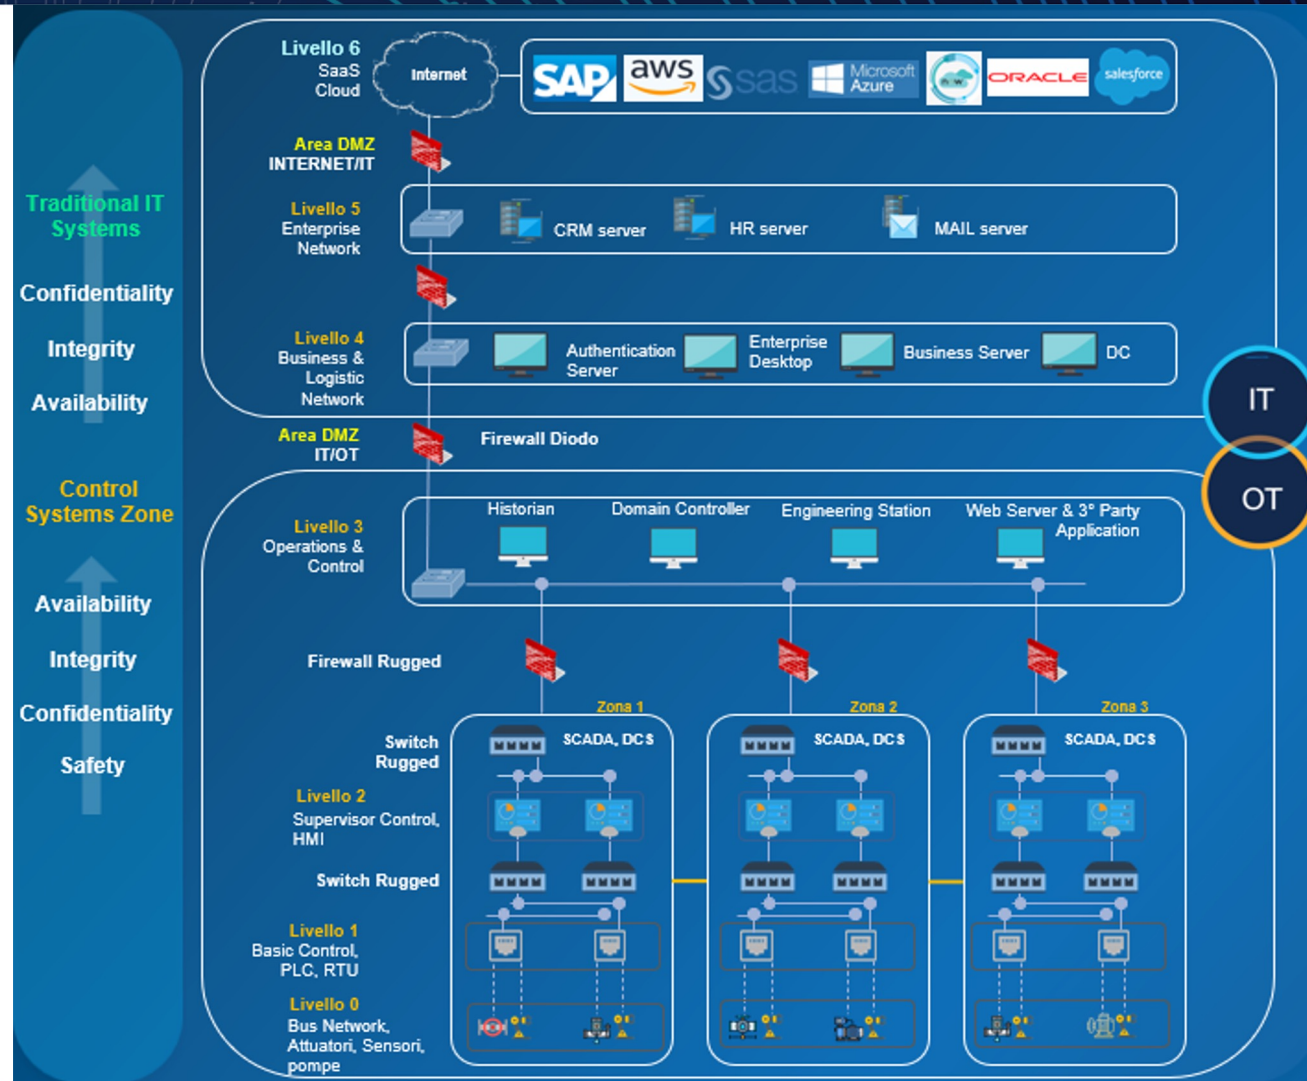 Livello 6
SaaS
Cloud
Internet
SAP
aws
sas
Microsoft
Azure
ORACLE
salesforce
Area DMZ
INTERNET/IT
Livello 5
Enterprise
Network
CRM server
HR server
MAIL server
Livello 4
Business &
Logistic
Network
Authentication
Server
Enterprise
Desktop
Business Server
DC
Area DMZ
IT/OT
Firewall Diodo
IT
OT
Traditional IT
Systems
Confidentiality
Integrity
Availability
Control
Systems Zone
Availability
Integrity
Confidentiality
Safety
Livello 3
Operations &
Control
Historian
Domain Controller
Engineering Station
Web Server & 3° Party
Application
Firewall Rugged
Zona 1
Zona 2
Zona 3
Switch
Rugged
SCADA, DCS
SCADA, DCS
SCADA, DCS
Livello 2
Supervisor Control,
HMI
Switch Rugged
Livello 1
Basic Control,
PLC, RTU
Livello 0
Bus Network,
Attuatori, Sensori,
pompe